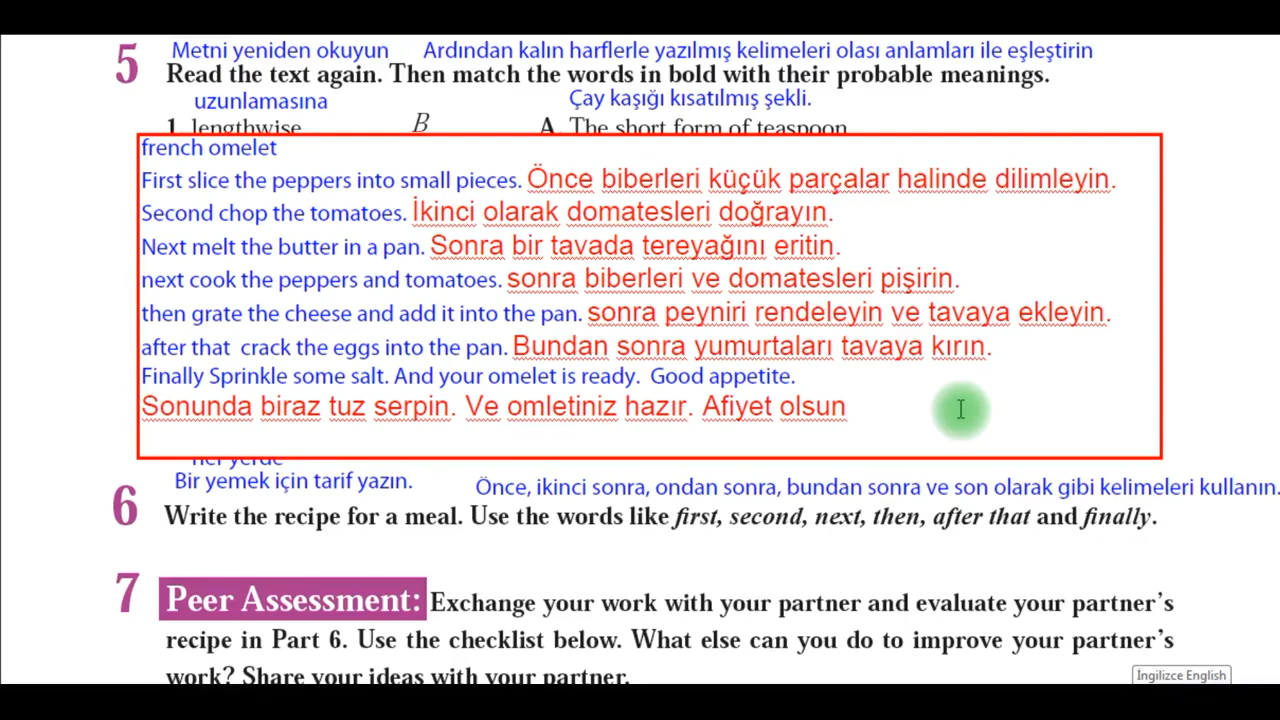 Metni yeniden okuyun Ardından kalın harflerle yazılmış kelimeleri olası anlamları ile eşleştirin
5 Read the text again. Then match the words in bold with their probable meanings.
uzunlamasına Çay kaşığı kısatılmış şekli.
1. lengthwise B A. The short form of teaspoon
french omelet
First slice the peppers into small pieces. Önce biberleri küçük parçalar halinde dilimleyin.
Second chop the tomatoes. İkinci olarak domatesleri doğrayın.
Next melt the butter in a pan. Sonra bir tavada tereyağını eritin.
next cook the peppers and tomatoes. sonra biberleri ve domatesleri pişirin.
then grate the cheese and add it into the pan. sonra peyniri rendeleyin ve tavaya ekleyin.
after that crack the eggs into the pan. Bundan sonra yumurtaları tavaya kırın.
Finally Sprinkle some salt. And your omelet is ready. Good appetite.
Sonunda biraz tuz serpin. Ve omletiniz hazır. Afiyet olsun
her yerde
Bir yemek için tarif yazın. Önce, ikinci sonra, ondan sonra, bundan sonra ve son olarak gibi kelimeleri kullanın.
6 Write the recipe for a meal. Use the words like first, second, next, then, after that and finally.
7 Peer Assessment: Exchange your work with your partner and evaluate your partner's
recipe in Part 6. Use the checklist below. What else can you do to improve your partner's
work? Share your ideas with your partner.
İngilizce English